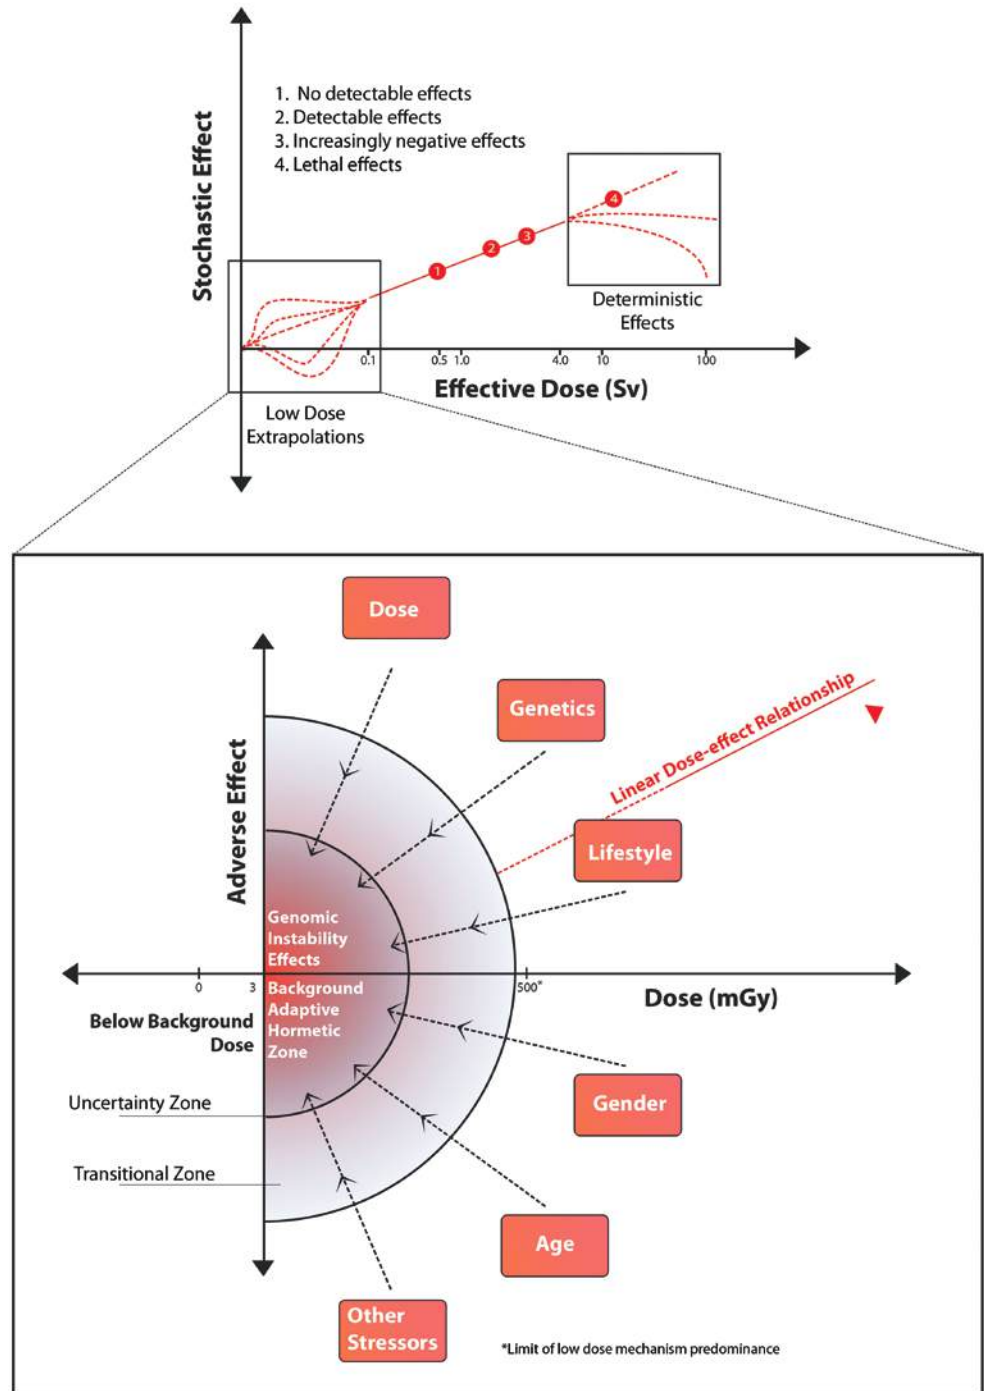 Stochastic Effect
1. No detectable effects
2. Detectable effects
3. Increasingly negative effects
4. Lethal effects
1
2
3
4
Deterministic
Effects
0.1
0.5
1.0
4.0
10
100
Effective Dose (Sv)
Low Dose
Extrapolations
Dose
Genetics
Linear Dose-effect Relationship
Lifestyle
Adverse Effect
Genomic
Instability
Effects
0
3
500*
Background
Adaptive
Hormetic
Zone
Dose (mGy)
Below Background
Dose
Uncertainty Zone
Gender
Transitional Zone
Age
Other
Stressors
*Limit of low dose mechanism predominance